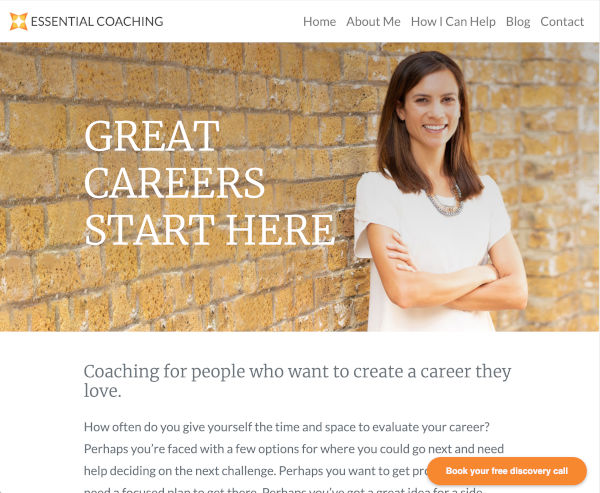 ESSENTIAL COACHING
Home About Me How I Can Help Blog Contact
GREAT
CAREERS
START HERE
Coaching for people who want to create a career they
love.
How often do you give yourself the time and space to evaluate your career?
Perhaps you’re faced with a few options for where you could go next and need
help deciding on the next challenge. Perhaps you want to get
need a focused plan to get there. Perhaps you’ve got a great idea for a side
Book your free discovery call